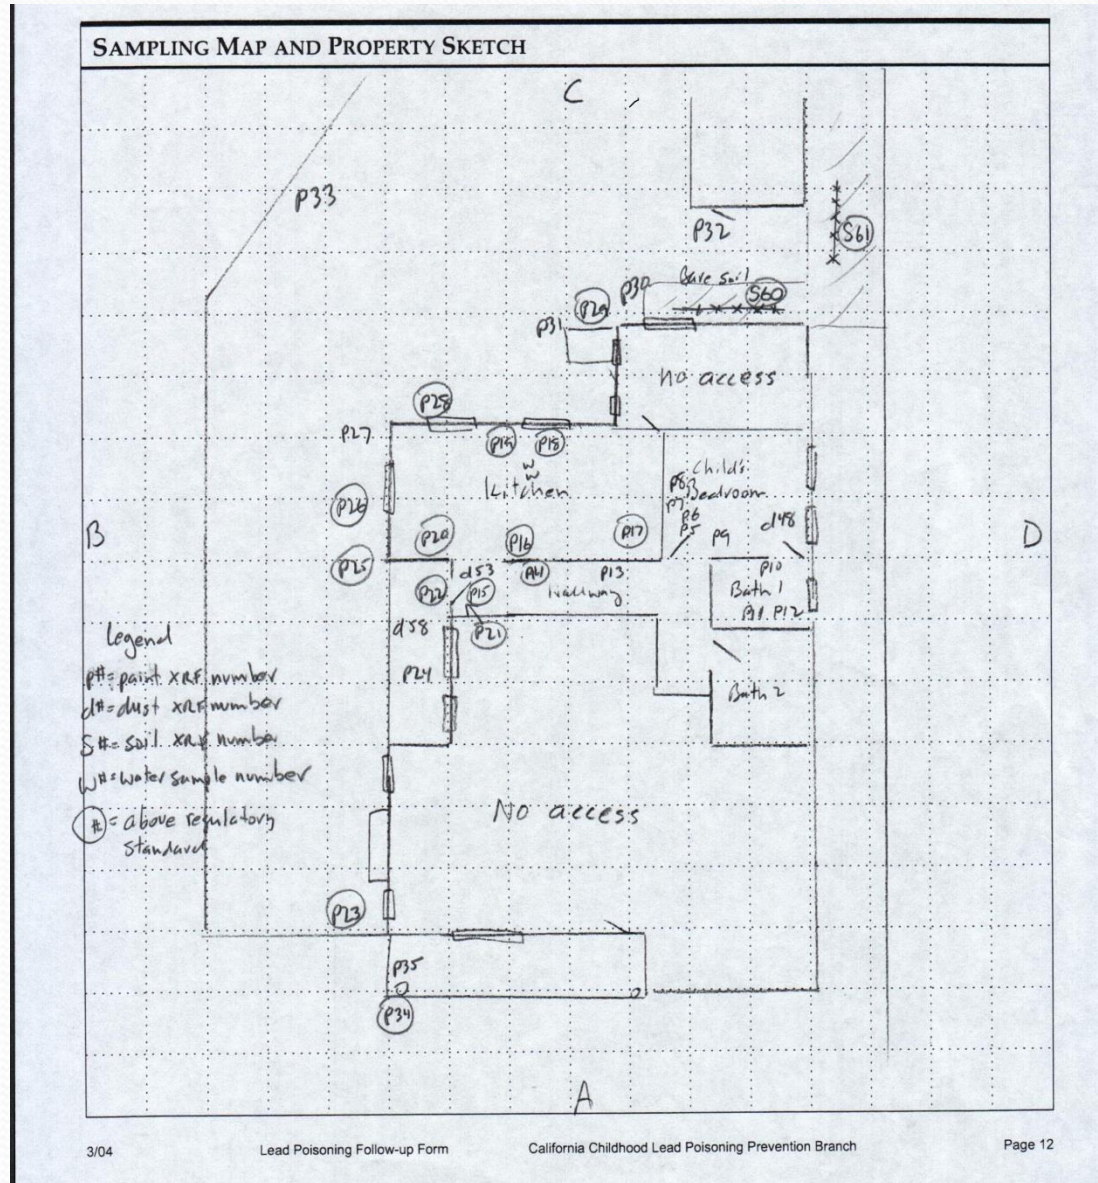 SAMPLING MAP AND PROPERTY SKETCH
C
P33
P32
S61
Bare soil
P30
S60
P29
P31
No access
P28
P27
P19
P18
W
W
Kitchen
Child's
P8
Bedroom
P7
P6
P5
P26
B
P20
P16
P17
P9
d48
D
P25
d53
P13
P10
P22
P15
Hallway
Bath 1
P12
P21
d58
Legend
P24
P#= paint XRF number
d#= dust XRF number
Bath 2
S#= soil XRF number
W#= water sample number
#
= above regulatory
standard
No access
P23
P35
P34
A
3/04
Lead Poisoning Follow-up Form
California Childhood Lead Poisoning Prevention Branch
Page 12